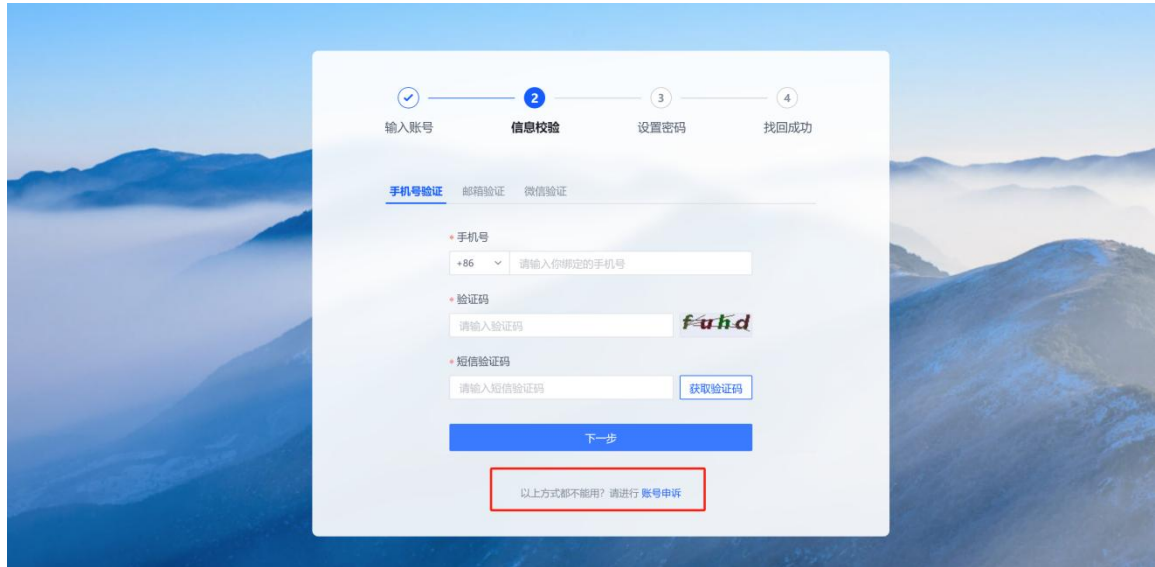 2 3 4
输入账号 信息校验 设置密码 找回成功
手机号验证 邮箱验证 微信验证
* 手机号
+86 请输入你绑定的手机号
* 验证码
请输入验证码 fuhd
* 短信验证码
请输入短信验证码 获取验证码
下一步
以上方式都不能用？请进行 账号申诉